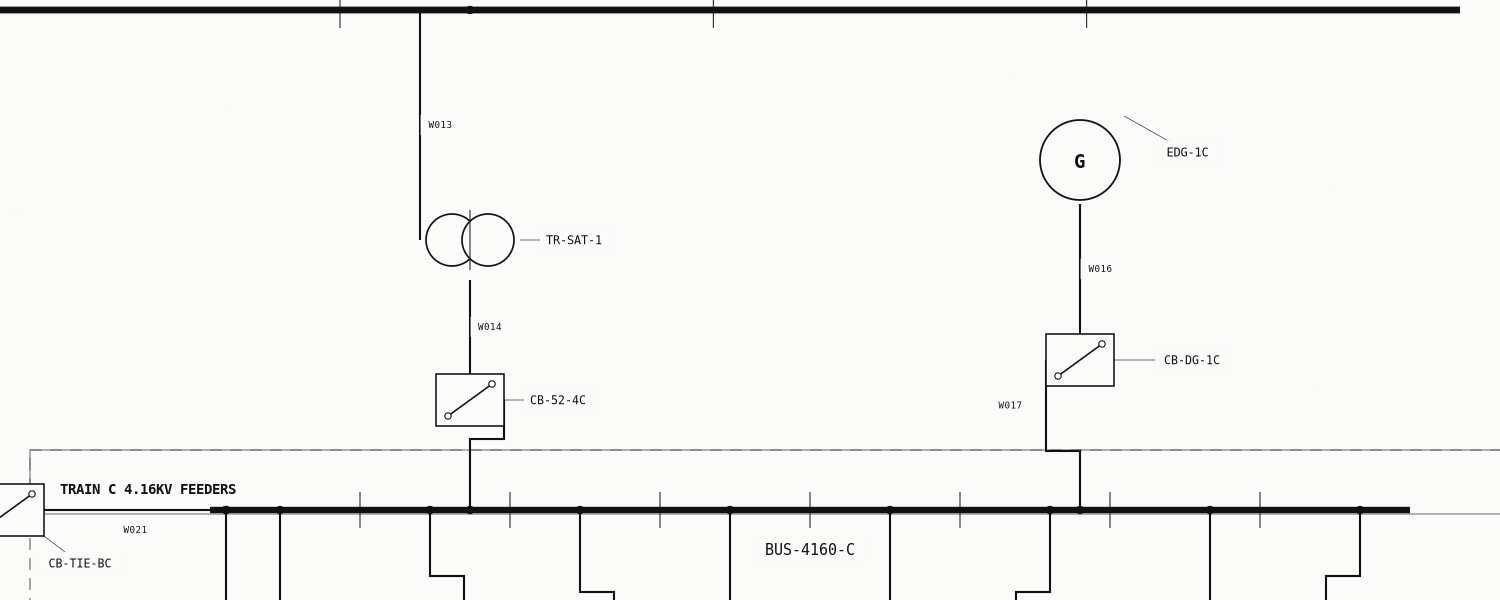 W013
EDG-1C
G
TR-SAT-1
W016
W014
CB-DG-1C
CB-52-4C
W017
TRAIN C 4.16KV FEEDERS
W021
BUS-4160-C
CB-TIE-BC